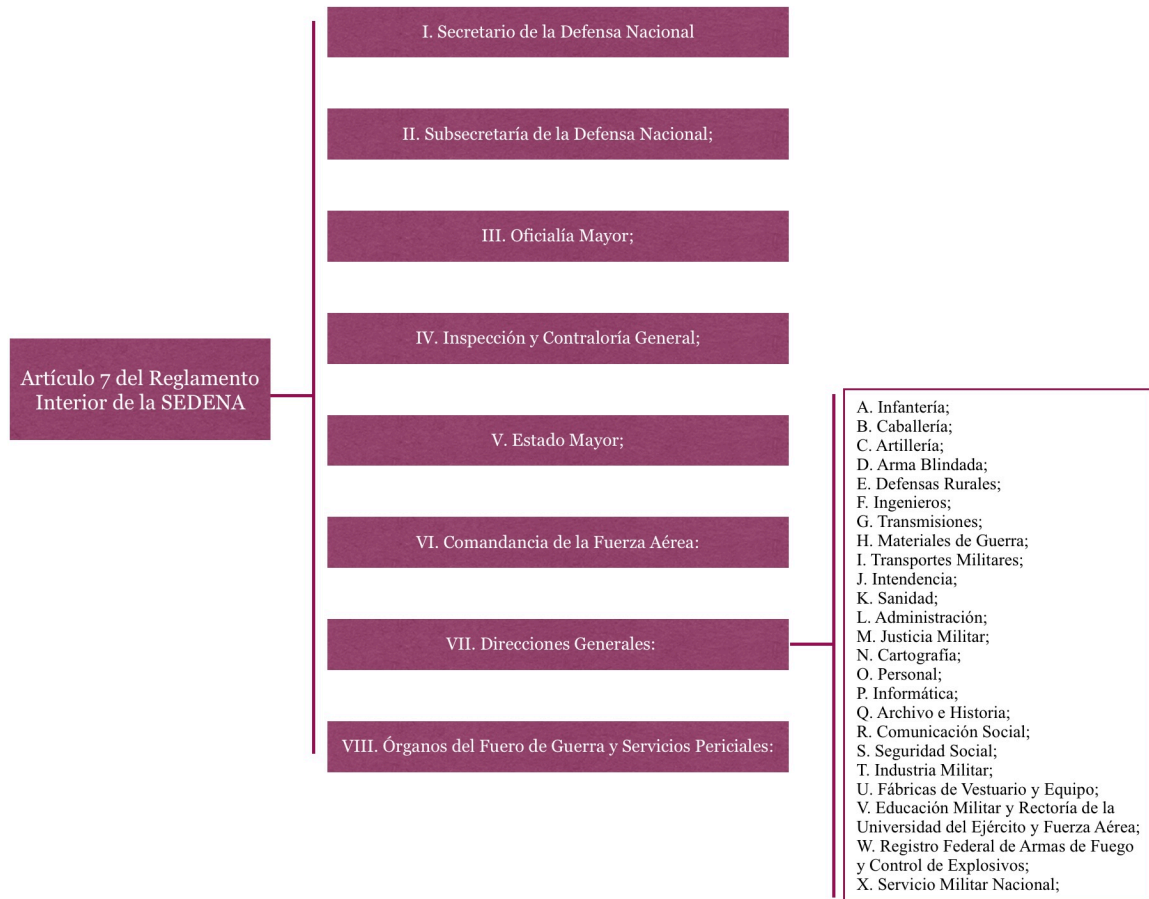 Artículo 7 del Reglamento
Interior de la SEDENA
I. Secretario de la Defensa Nacional
II. Subsecretaría de la Defensa Nacional;
III. Oficialía Mayor;
IV. Inspección y Contraloría General;
V. Estado Mayor;
VI. Comandancia de la Fuerza Aérea:
VII. Direcciones Generales:
VIII. Órganos del Fuero de Guerra y Servicios Periciales:
A. Infantería;
B. Caballería;
C. Artillería;
D. Arma Blindada;
E. Defensas Rurales;
F. Ingenieros;
G. Transmisiones;
H. Materiales de Guerra;
I. Transportes Militares;
J. Intendencia;
K. Sanidad;
L. Administración;
M. Justicia Militar;
N. Cartografía;
O. Personal;
P. Informática;
Q. Archivo e Historia;
R. Comunicación Social;
S. Seguridad Social;
T. Industria Militar;
U. Fábricas de Vestuario y Equipo;
V. Educación Militar y Rectoría de la
Universidad del Ejército y Fuerza Aérea;
W. Registro Federal de Armas de Fuego
y Control de Explosivos;
X. Servicio Militar Nacional;